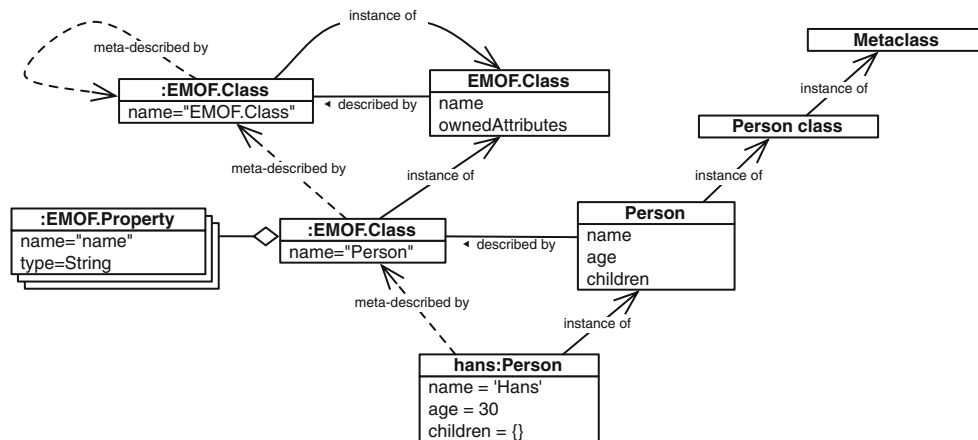 instance of
meta-described by
Metaclass
:EMOF.Class
name="EMOF.Class"
described by
EMOF.Class
name
ownedAttributes
instance of
Person class
meta-described by
instance of
instance of
:EMOF.Property
name="name"
type=String
:EMOF.Class
name="Person"
described by
Person
name
age
children
meta-described by
instance of
hans:Person
name = 'Hans'
age = 30
children = {}